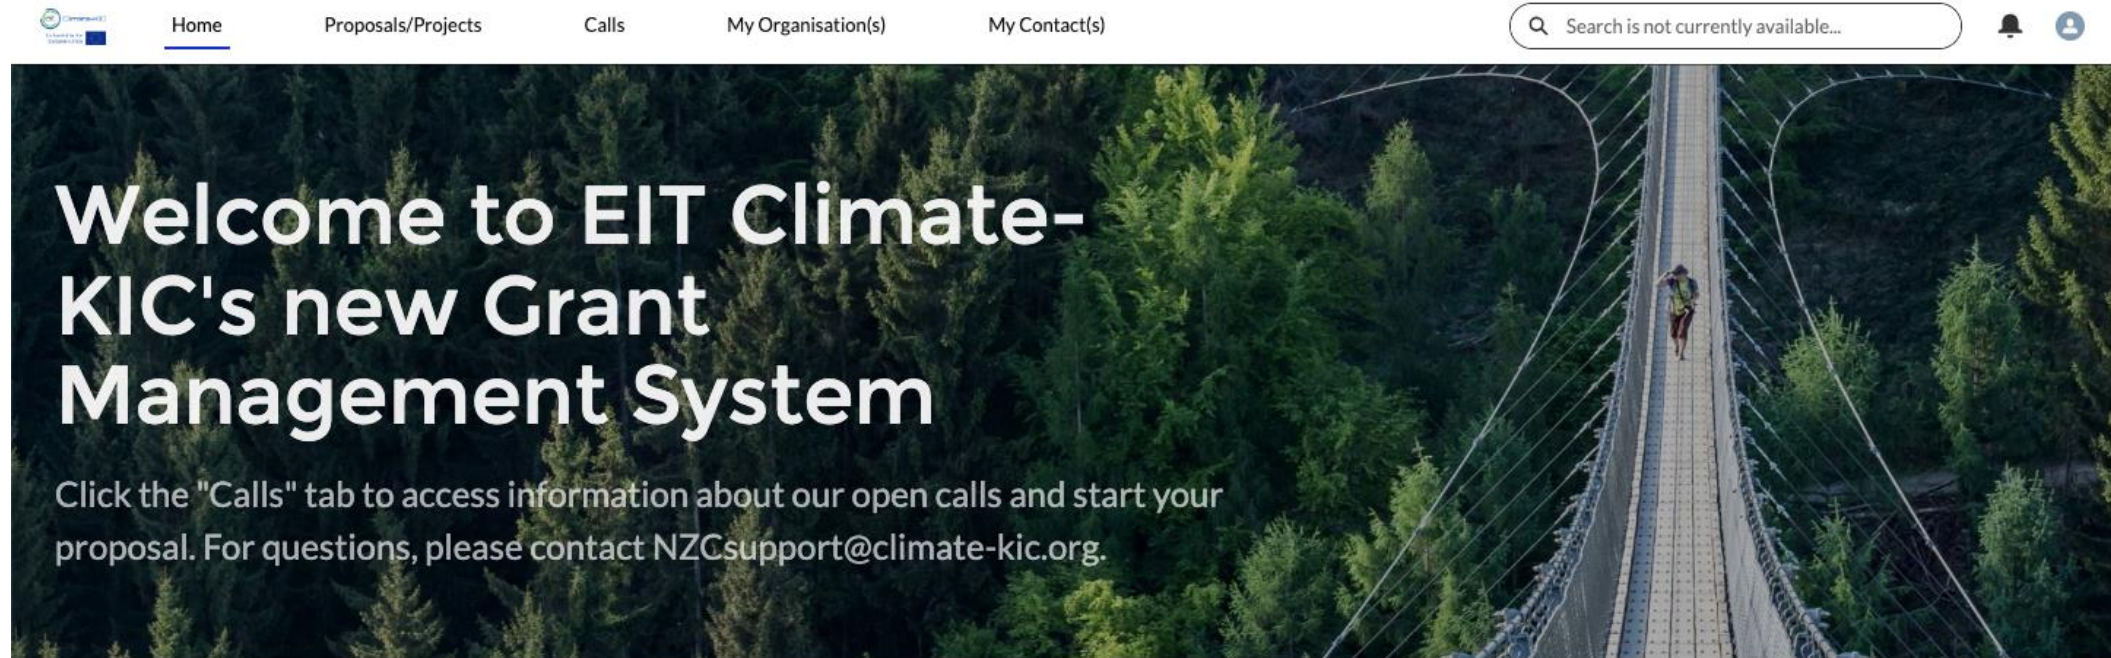 Climate-KIC
Home
Proposals/Projects
Calls
My Organisation(s)
My Contact(s)
Search is not currently available...
Welcome to EIT Climate-
KIC's new Grant
Management System
Click the "Calls" tab to access information about our open calls and start your
proposal. For questions, please contact NZCsupport@climate-kic.org.